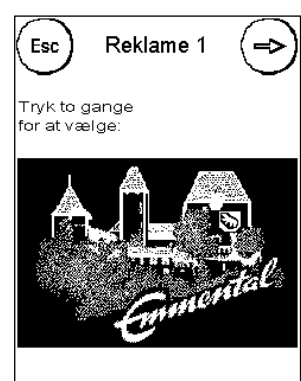 Esc
Reklame 1
Tryk to gange
for at vælge:
Emmental